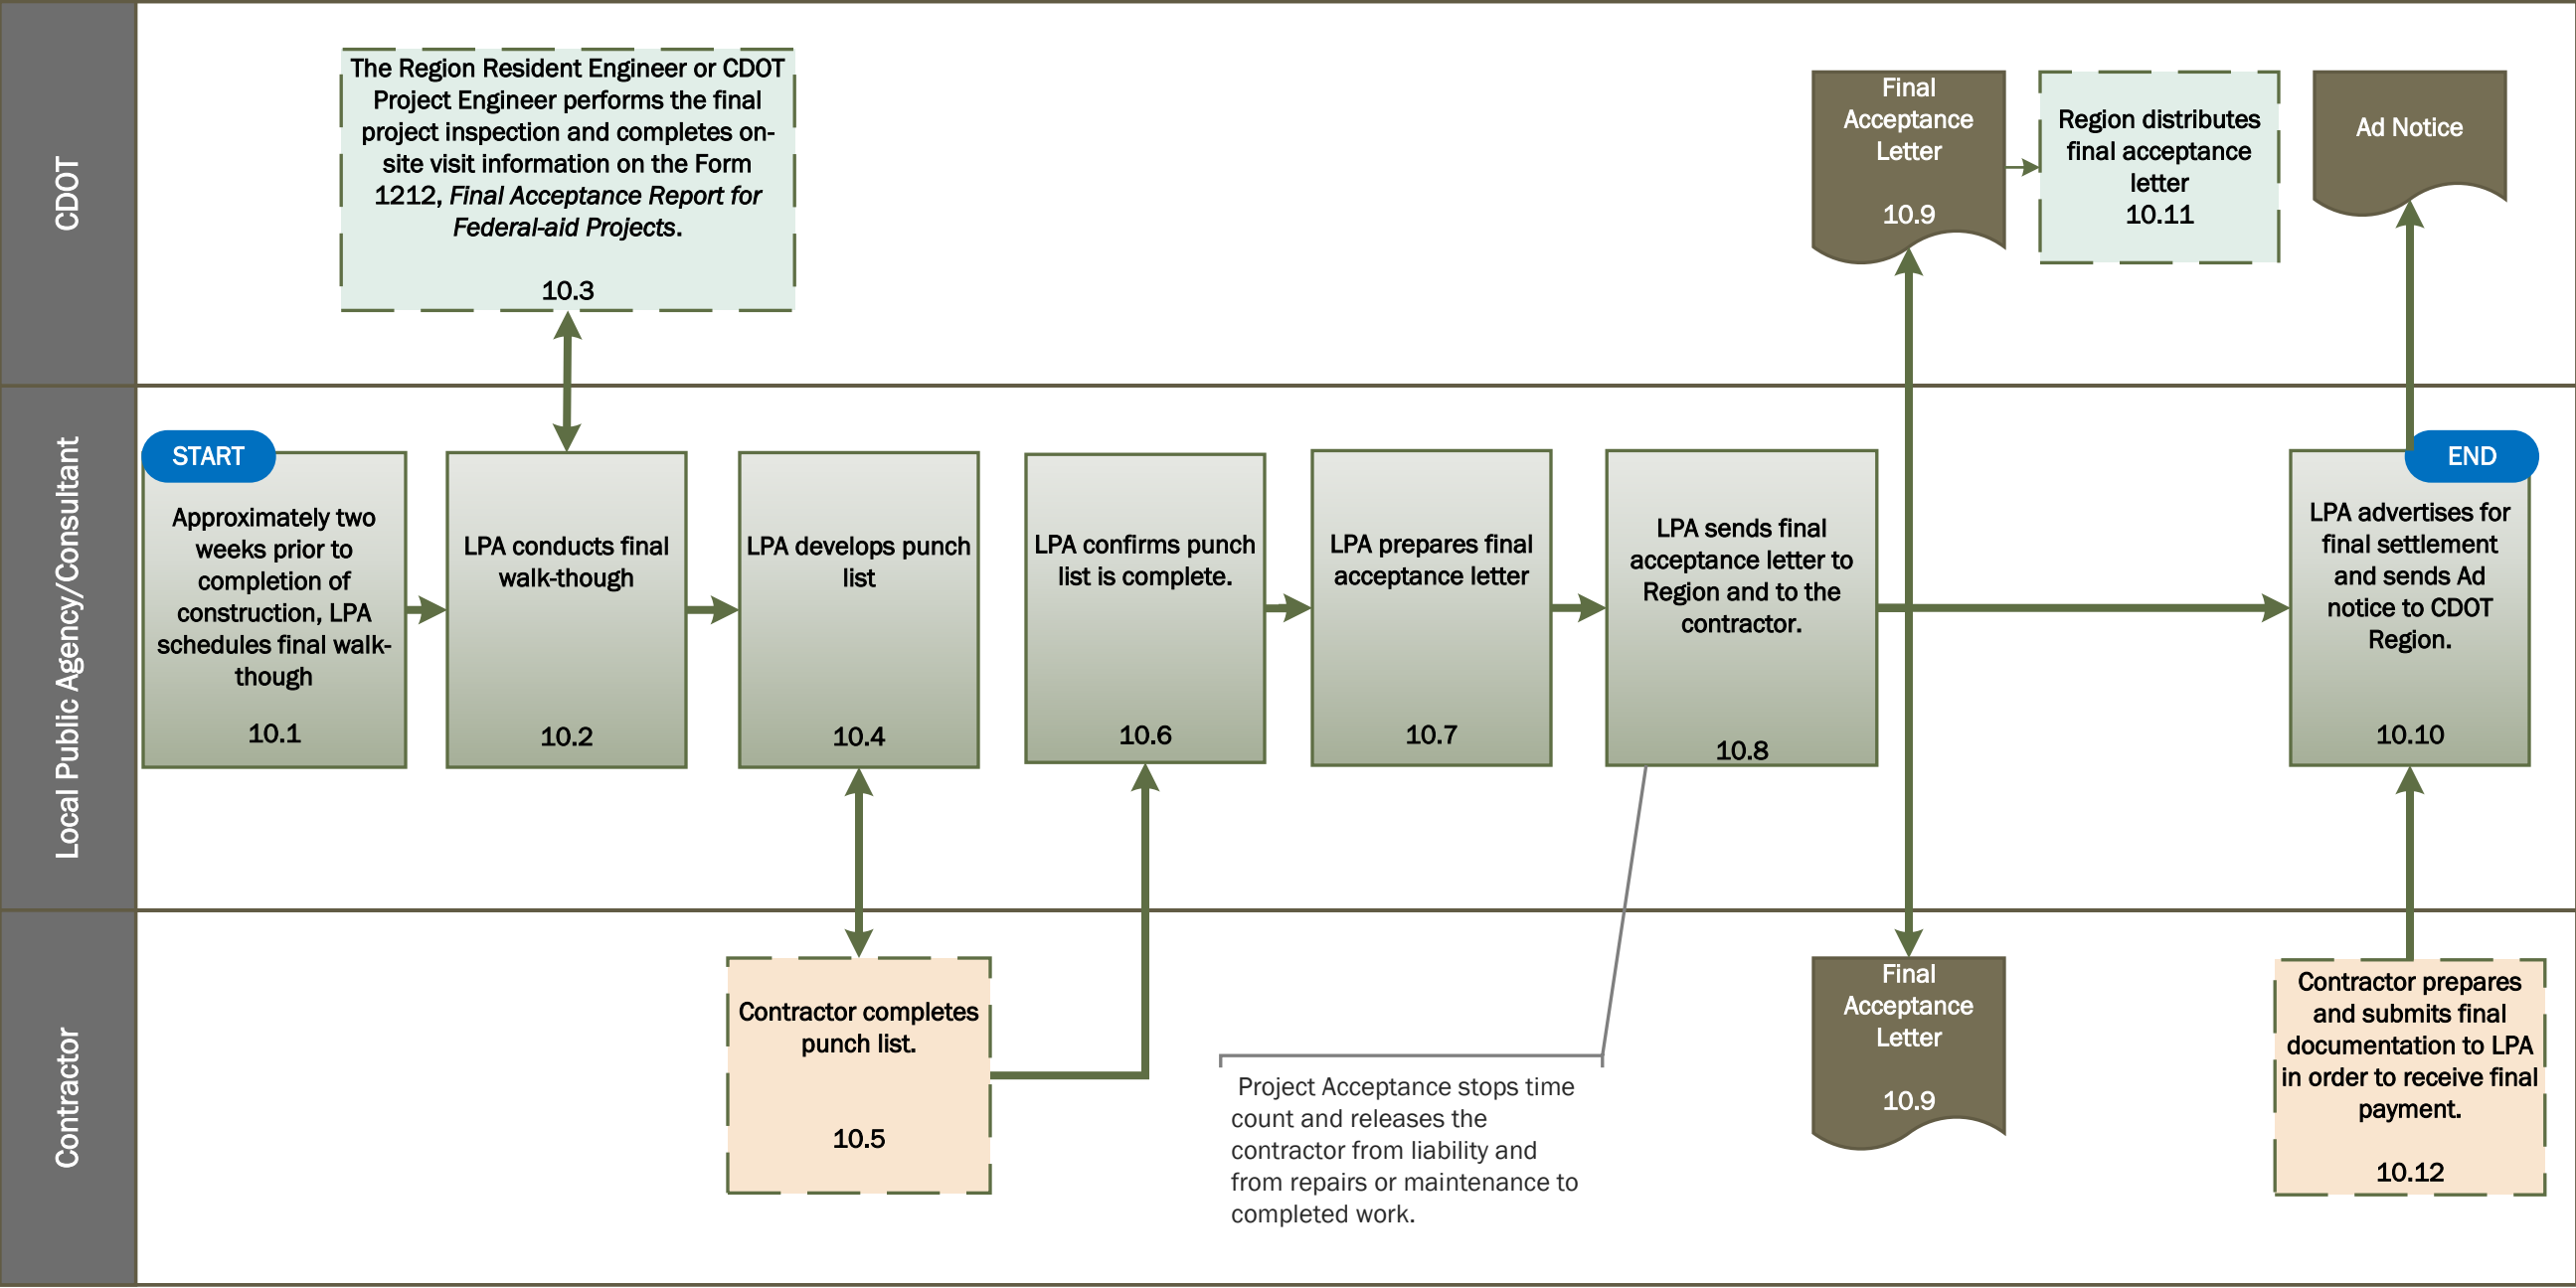 CDOT
The Region Resident Engineer or CDOT
Project Engineer performs the final
project inspection and completes on-
site visit information on the Form
1212, Final Acceptance Report for
Federal-aid Projects.
10.3
Final
Acceptance
Letter
10.9
Region distributes
final acceptance
letter
10.11
Ad Notice
Local Public Agency/Consultant
START
Approximately two
weeks prior to
completion of
construction, LPA
schedules final walk-
though
10.1
LPA conducts final
walk-though
10.2
LPA develops punch
list
10.4
LPA confirms punch
list is complete.
10.6
LPA prepares final
acceptance letter
10.7
LPA sends final
acceptance letter to
Region and to the
contractor.
10.8
END
LPA advertises for
final settlement
and sends Ad
notice to CDOT
Region.
10.10
Contractor
Contractor completes
punch list.
10.5
Project Acceptance stops time
count and releases the
contractor from liability and
from repairs or maintenance to
completed work.
Final
Acceptance
Letter
10.9
Contractor prepares
and submits final
documentation to LPA
in order to receive final
payment.
10.12